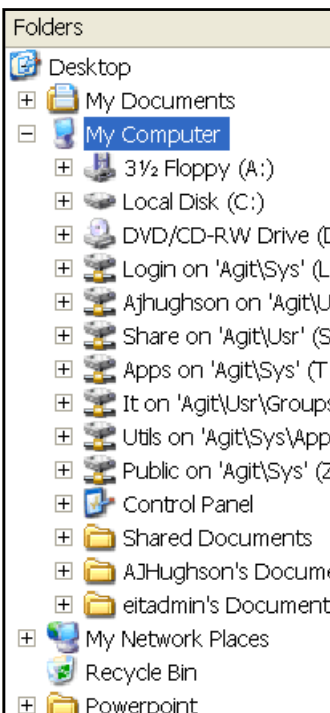 Folders
Desktop
My Documents
My Computer
3½ Floppy (A:)
Local Disk (C:)
DVD/CD-RW Drive (D
Login on 'Agit\Sys' (L
Ajhughson on 'Agit\U
Share on 'Agit\Usr' (S
Apps on 'Agit\Sys' (T
It on 'Agit\Usr\Groups
Utils on 'Agit\Sys\App
Public on 'Agit\Sys' (Z
Control Panel
Shared Documents
AJHughson's Docume
eitadmin's Document
My Network Places
Recycle Bin
Powerpoint